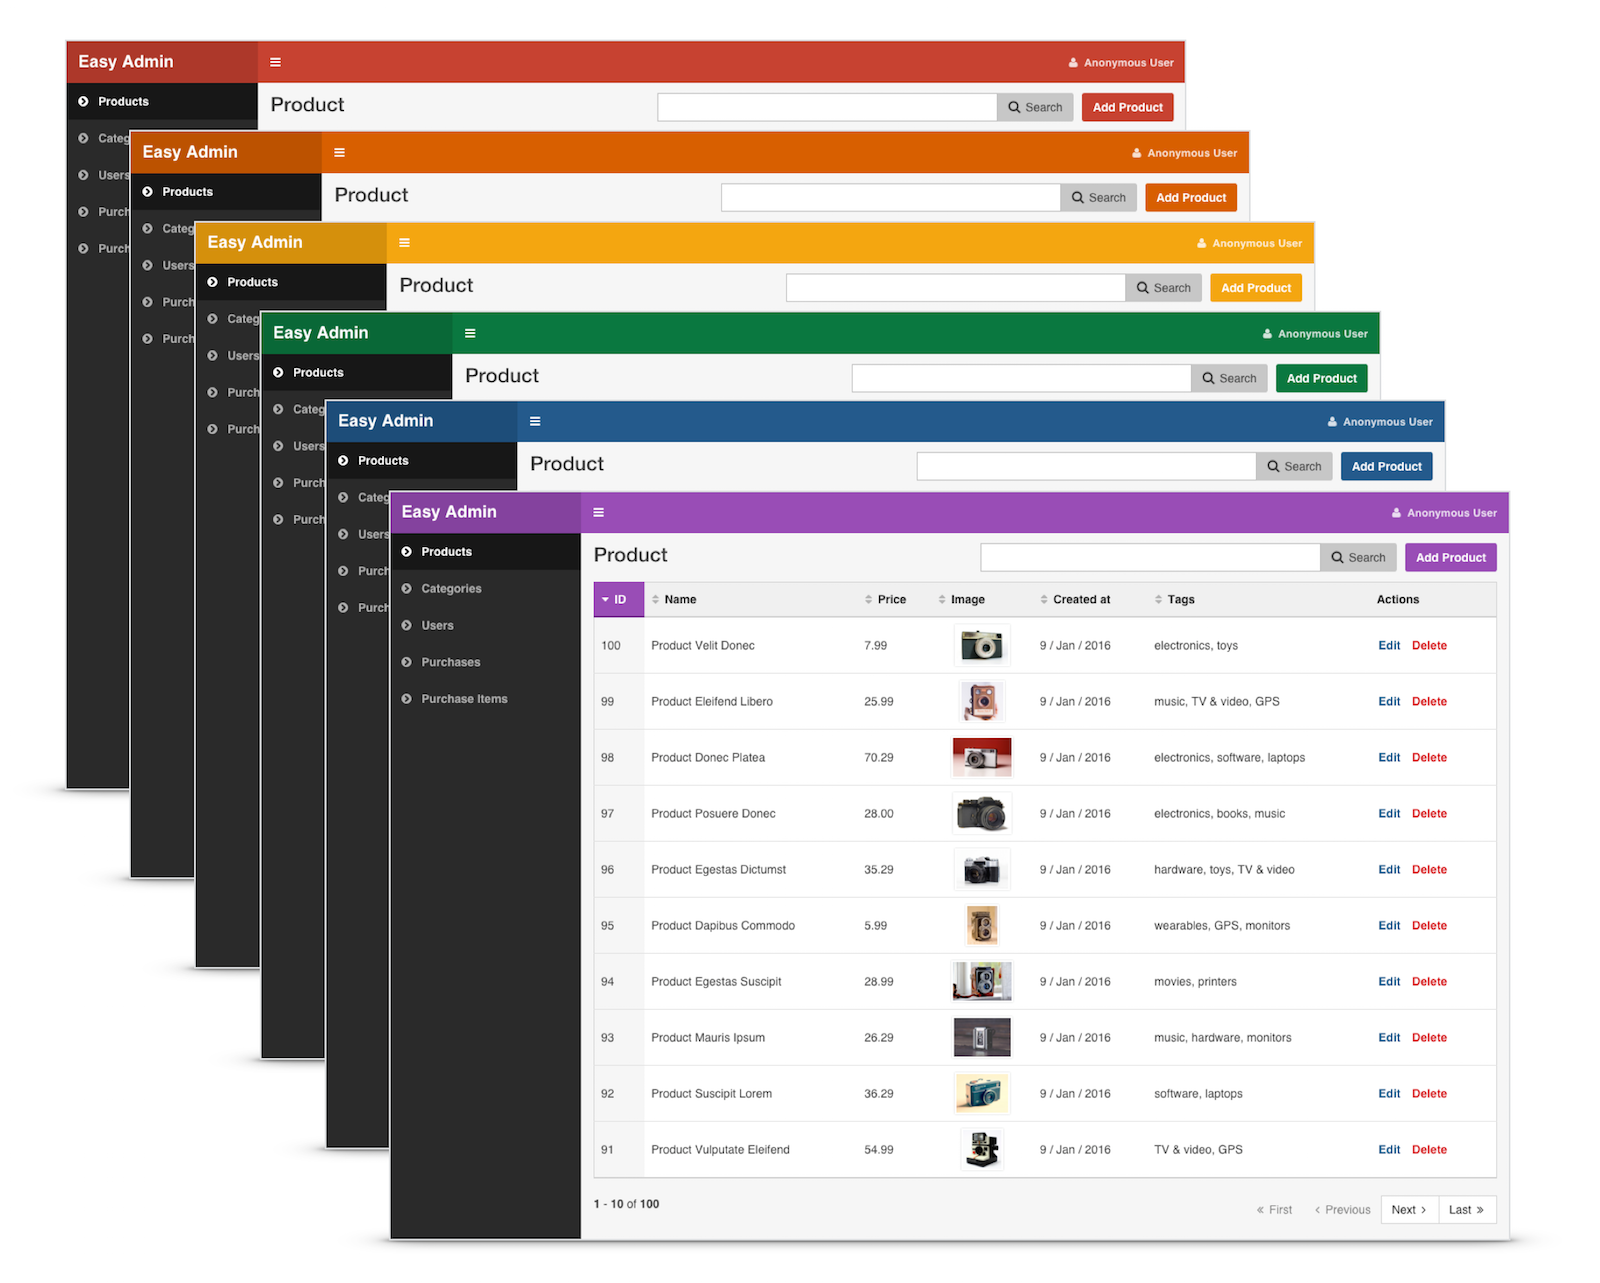 Easy Admin Anonymous User
Products Product Search Add Product
Categ
Users
Purch
Purch
Easy Admin Anonymous User
Products Product Search Add Product
Categ
Users
Purch
Purch
Easy Admin Anonymous User
Products Product Search Add Product
Categ
Users
Purch
Purch
Easy Admin Anonymous User
Products Product Search Add Product
Categ
Users
Purch
Purch
Easy Admin Anonymous User
Products Product Search Add Product
Categ
Users
Purch
Purch
Easy Admin Anonymous User
Products
Categories
Users
Purchases
Purchase Items
Product Search Add Product
ID Name Price Image Created at Tags Actions
100 Product Velit Donec 7.99 9 / Jan / 2016 electronics, toys Edit Delete
99 Product Eleifend Libero 25.99 9 / Jan / 2016 music, TV & video, GPS Edit Delete
98 Product Donec Platea 70.29 9 / Jan / 2016 electronics, software, laptops Edit Delete
97 Product Posuere Donec 28.00 9 / Jan / 2016 electronics, books, music Edit Delete
96 Product Egestas Dictumst 35.29 9 / Jan / 2016 hardware, toys, TV & video Edit Delete
95 Product Dapibus Commodo 5.99 9 / Jan / 2016 wearables, GPS, monitors Edit Delete
94 Product Egestas Suscipit 28.99 9 / Jan / 2016 movies, printers Edit Delete
93 Product Mauris Ipsum 26.29 9 / Jan / 2016 music, hardware, monitors Edit Delete
92 Product Suscipit Lorem 36.29 9 / Jan / 2016 software, laptops Edit Delete
91 Product Vulputate Eleifend 54.99 9 / Jan / 2016 TV & video, GPS Edit Delete
1 - 10 of 100 « First ‹ Previous Next › Last »